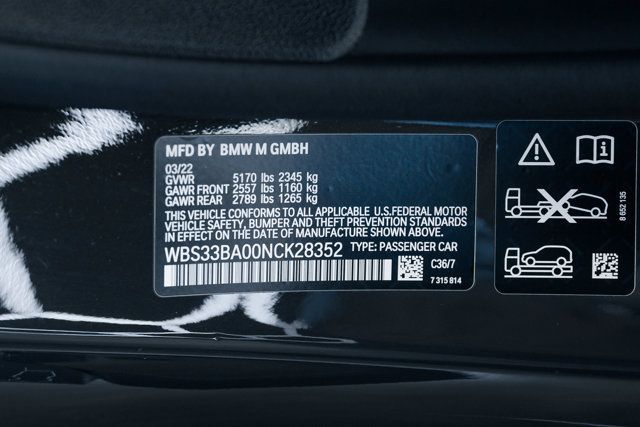 MFD BY BMW M GMBH
03/22
GVWR 5170 lbs 2345 kg
GAWR FRONT 2557 lbs 1160 kg
GAWR REAR 2789 lbs 1265 kg
THIS VEHICLE CONFORMS TO ALL APPLICABLE U.S.FEDERAL MOTOR
VEHICLE SAFETY, BUMPER AND THEFT PREVENTION STANDARDS
IN EFFECT ON THE DATE OF MANUFACTURE SHOWN ABOVE.
WBS33BA00NCK28352 TYPE: PASSENGER CAR
C36/7
7 315 814
8 652 135